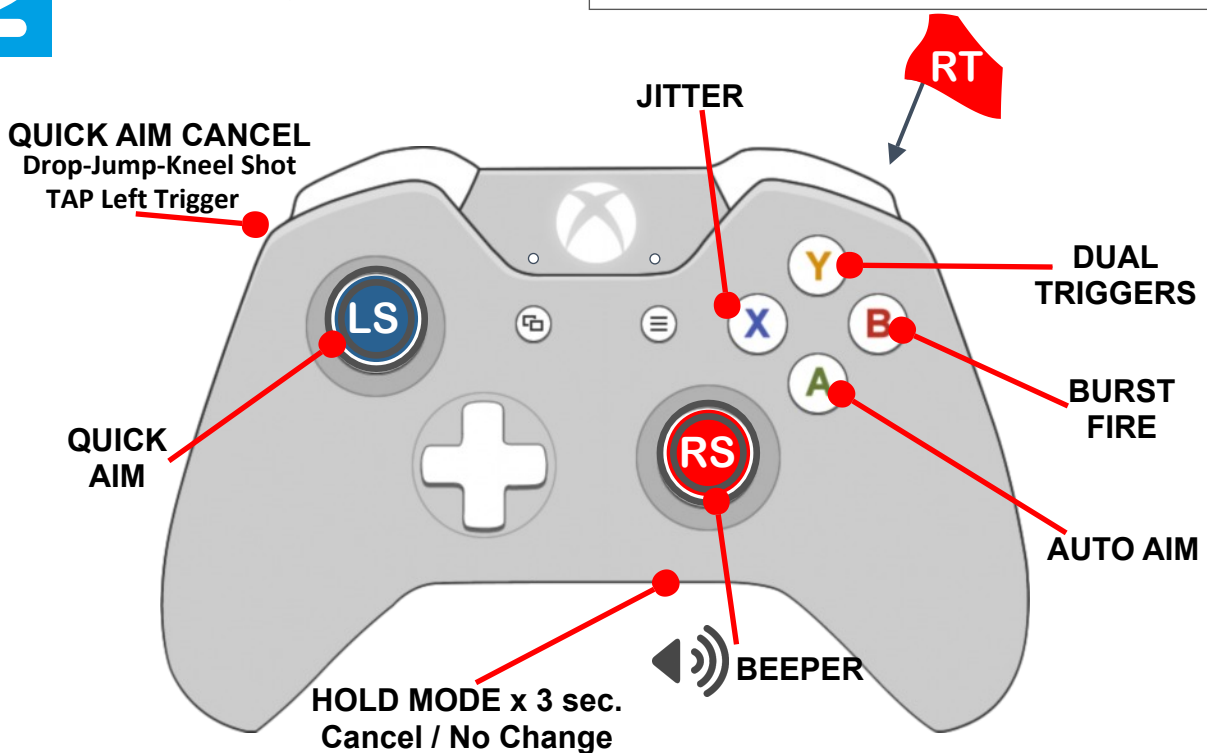 RT
JITTER
QUICK AIM CANCEL
Drop-Jump-Kneel Shot
TAP Left Trigger
Y
DUAL
TRIGGERS
LS
X
B
A
BURST
FIRE
QUICK
AIM
RS
AUTO AIM
BEEPER
HOLD MODE x 3 sec.
Cancel / No Change